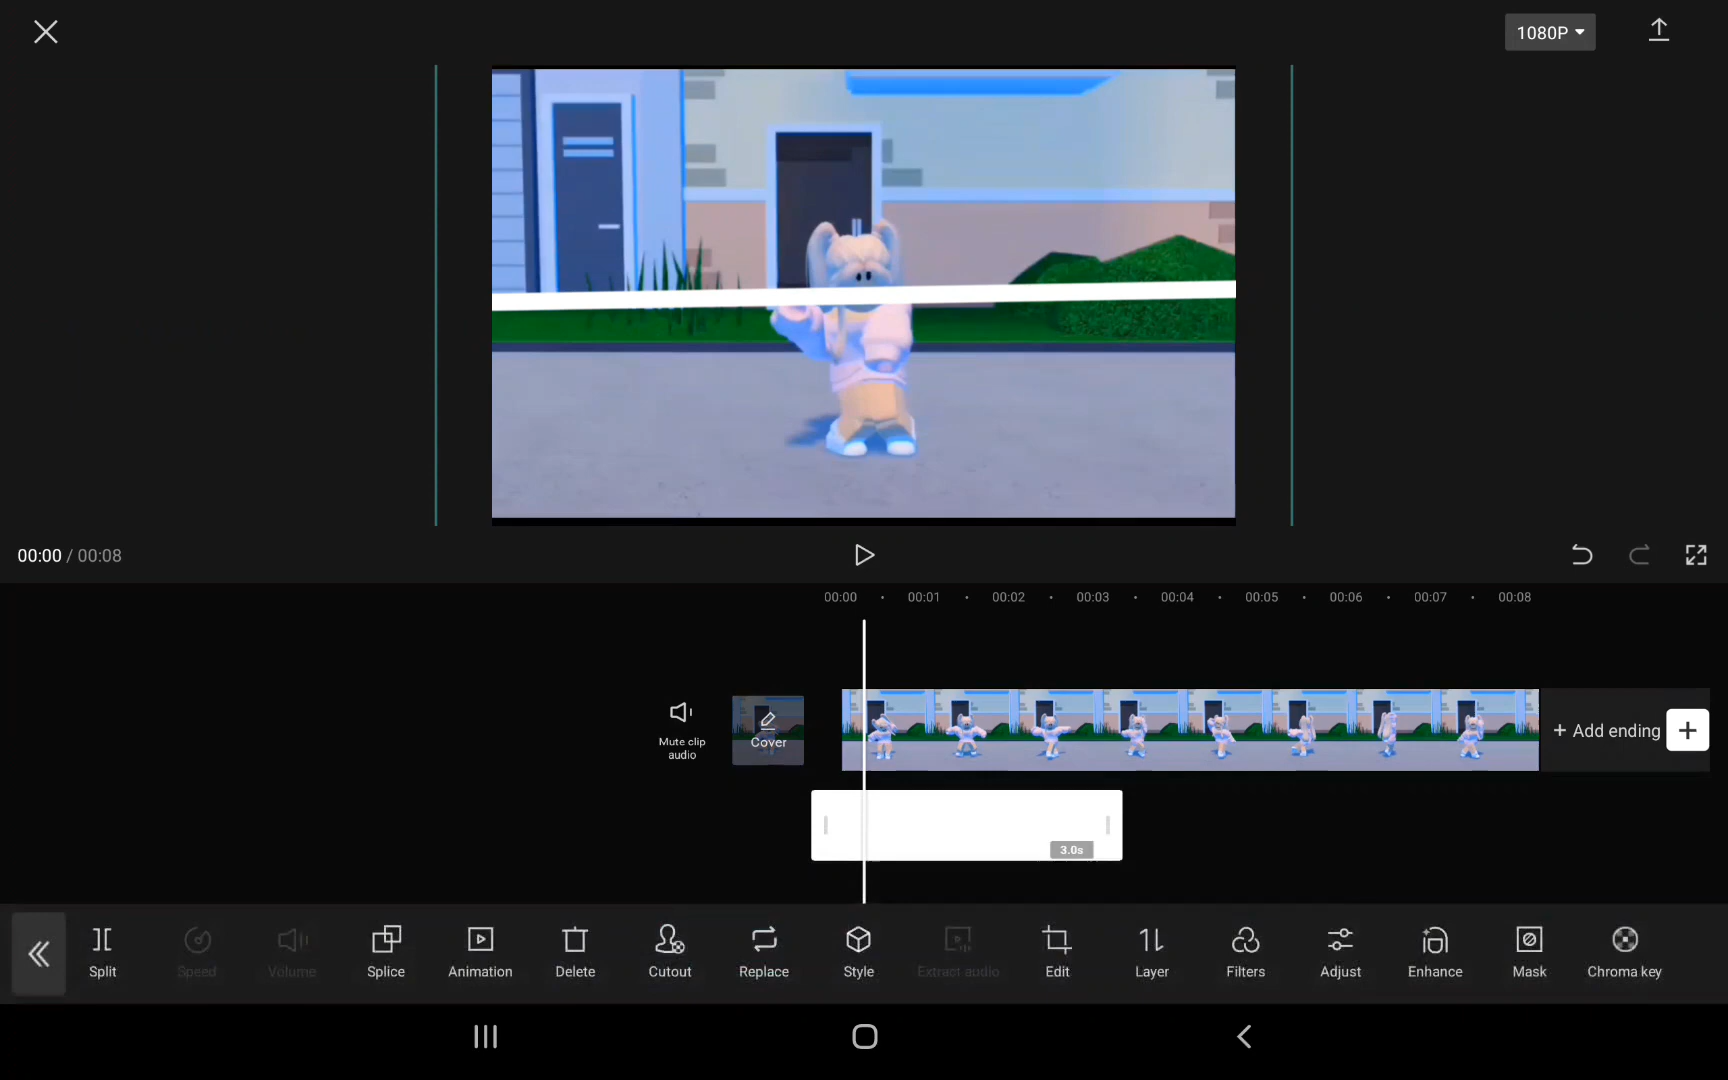 1080P
00:00 / 00:08
00:00 00:01 00:02 00:03 00:04 00:05 00:06 00:07 00:08
Mute clip
audio
Cover
+ Add ending
3.0s
Split Speed Volume Splice Animation Delete Cutout Replace Style Extract audio Edit Layer Filters Adjust Enhance Mask Chroma key